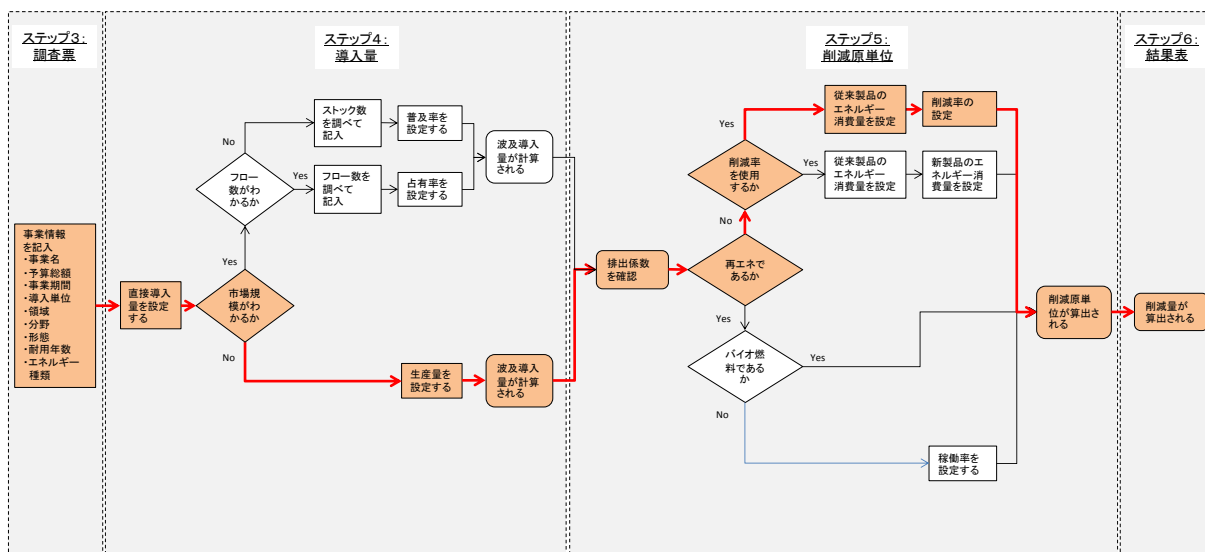 ステップ3:
調査票
事業情報
を記入
・事業名
・予算総額
・事業期間
・導入単位
・領域
・分野
・形態
・耐用年数
・エネルギー
種類
ステップ4:
導入量
直接導入
量を設定
する
市場規
模がわ
かるか
Yes
No
フロー
数がわ
かるか
No
Yes
ストック数
を調べて
記入
普及率を
設定する
フロー数を
調べて
記入
占有率を
設定する
波及導入
量が計算
される
生産量を
設定する
波及導入
量が計算
される
ステップ5:
削減原単位
排出係数
を確認
再エネで
あるか
No
Yes
削減率
を使用
するか
Yes
Yes
従来製品の
エネルギー
消費量を設定
削減率の
設定
従来製品の
エネルギー
消費量を設定
新製品のエ
ネルギー消
費量を設定
バイオ燃
料である
か
Yes
No
稼働率を
設定する
削減原単
位が算出さ
れる
ステップ6:
結果表
削減量が
算出される